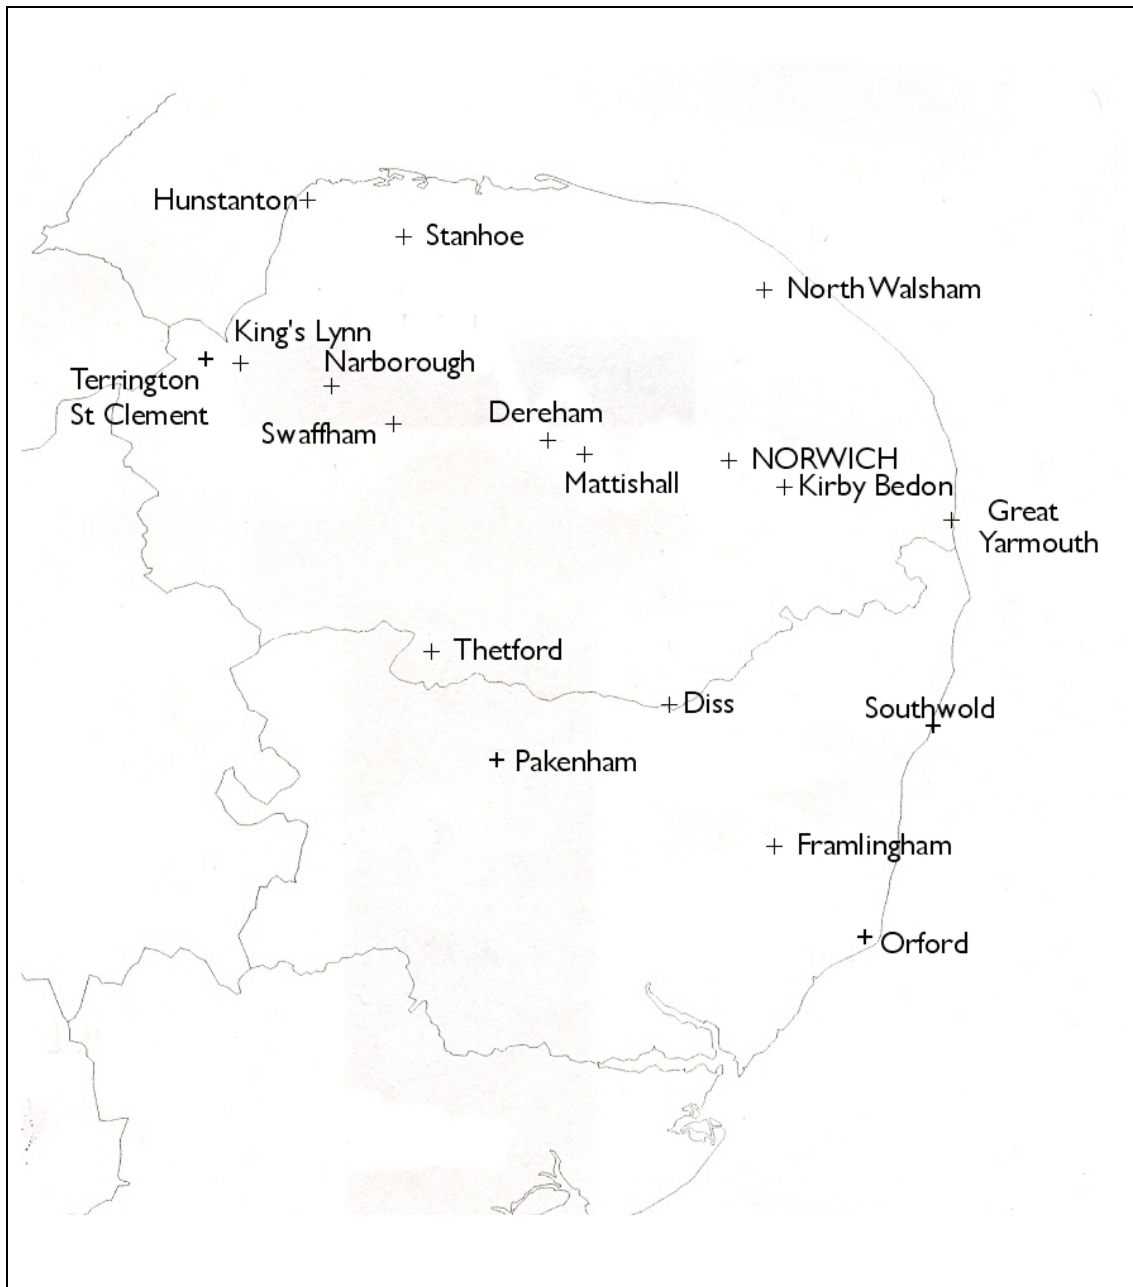 Hunstanton
Stanhoe
North Walsham
King's Lynn
Narborough
Terrington
St Clement
Swaffham
Dereham
Mattishall
NORWICH
Kirby Bedon
Great
Yarmouth
Thetford
Diss
Southwold
Pakenham
Framlingham
Orford